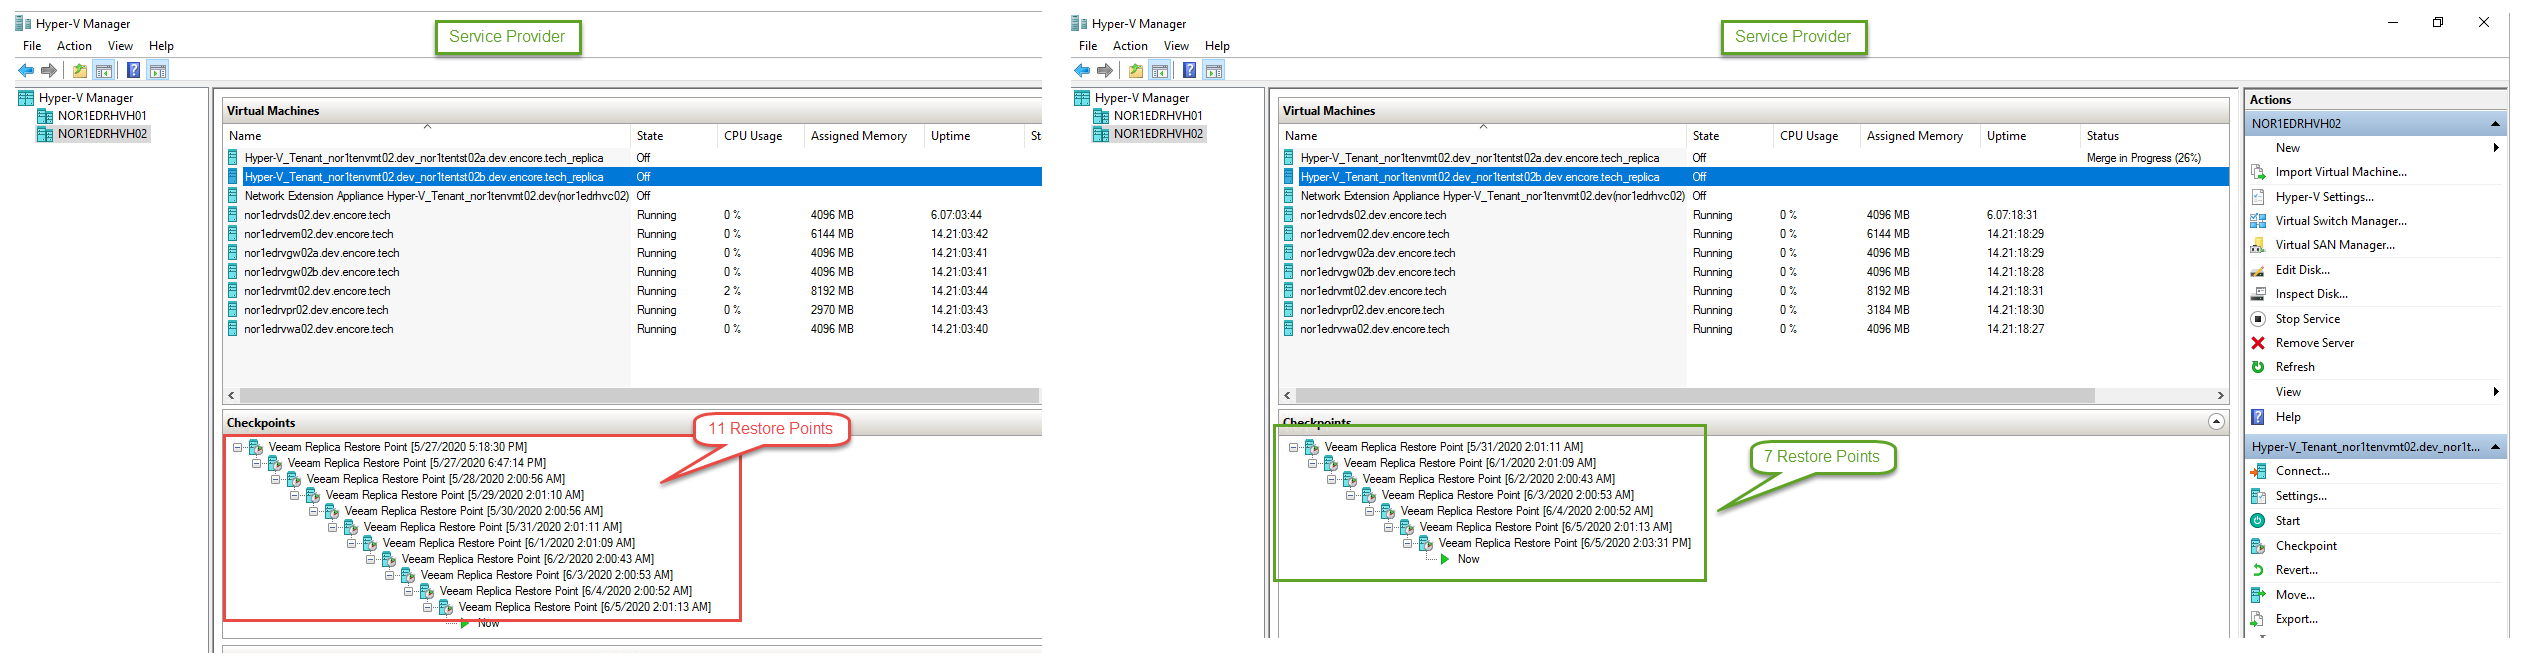 Hyper-V Manager
Service Provider
File Action View Help
Hyper-V Manager
NOR1EDRHVH01
NOR1EDRHVH02
Virtual Machines
Name State CPU Usage Assigned Memory Uptime St
Hyper-V_Tenant_nor1tenvmt02.dev_nor1tentst02a.dev.encore.tech_replica Off
Hyper-V_Tenant_nor1tenvmt02.dev_nor1tentst02b.dev.encore.tech_replica Off
Network Extension Appliance Hyper-V_Tenant_nor1tenvmt02.dev(nor1edrhvc02) Off
nor1edrvds02.dev.encore.tech Running 0 % 4096 MB 6.07:03:44
nor1edrvem02.dev.encore.tech Running 0 % 6144 MB 14.21:03:42
nor1edrvgw02a.dev.encore.tech Running 0 % 4096 MB 14.21:03:41
nor1edrvgw02b.dev.encore.tech Running 0 % 4096 MB 14.21:03:41
nor1edrvmt02.dev.encore.tech Running 2 % 8192 MB 14.21:03:44
nor1edrvpr02.dev.encore.tech Running 0 % 2970 MB 14.21:03:43
nor1edrvwa02.dev.encore.tech Running 0 % 4096 MB 14.21:03:40
Checkpoints
11 Restore Points
Veeam Replica Restore Point [5/27/2020 5:18:30 PM]
Veeam Replica Restore Point [5/27/2020 6:47:14 PM]
Veeam Replica Restore Point [5/28/2020 2:00:56 AM]
Veeam Replica Restore Point [5/29/2020 2:01:10 AM]
Veeam Replica Restore Point [5/30/2020 2:00:56 AM]
Veeam Replica Restore Point [5/31/2020 2:01:11 AM]
Veeam Replica Restore Point [6/1/2020 2:01:09 AM]
Veeam Replica Restore Point [6/2/2020 2:00:43 AM]
Veeam Replica Restore Point [6/3/2020 2:00:53 AM]
Veeam Replica Restore Point [6/4/2020 2:00:52 AM]
Veeam Replica Restore Point [6/5/2020 2:01:13 AM]
Now
Hyper-V Manager
Service Provider
File Action View Help
Hyper-V Manager
NOR1EDRHVH01
NOR1EDRHVH02
Virtual Machines
Name State CPU Usage Assigned Memory Uptime Status
Hyper-V_Tenant_nor1tenvmt02.dev_nor1tentst02a.dev.encore.tech_replica Off Merge in Progress (26%)
Hyper-V_Tenant_nor1tenvmt02.dev_nor1tentst02b.dev.encore.tech_replica Off
Network Extension Appliance Hyper-V_Tenant_nor1tenvmt02.dev(nor1edrhvc02) Off
nor1edrvds02.dev.encore.tech Running 0 % 4096 MB 6.07:18:31
nor1edrvem02.dev.encore.tech Running 0 % 6144 MB 14.21:18:29
nor1edrvgw02a.dev.encore.tech Running 0 % 4096 MB 14.21:18:29
nor1edrvgw02b.dev.encore.tech Running 0 % 4096 MB 14.21:18:28
nor1edrvmt02.dev.encore.tech Running 0 % 8192 MB 14.21:18:31
nor1edrvpr02.dev.encore.tech Running 0 % 3184 MB 14.21:18:30
nor1edrvwa02.dev.encore.tech Running 0 % 4096 MB 14.21:18:27
Checkpoints
7 Restore Points
Veeam Replica Restore Point [5/31/2020 2:01:11 AM]
Veeam Replica Restore Point [6/1/2020 2:01:09 AM]
Veeam Replica Restore Point [6/2/2020 2:00:43 AM]
Veeam Replica Restore Point [6/3/2020 2:00:53 AM]
Veeam Replica Restore Point [6/4/2020 2:00:52 AM]
Veeam Replica Restore Point [6/5/2020 2:01:13 AM]
Veeam Replica Restore Point [6/5/2020 2:03:31 PM]
Now
Actions
NOR1EDRHVH02
New
Import Virtual Machine...
Hyper-V Settings...
Virtual Switch Manager...
Virtual SAN Manager...
Edit Disk...
Inspect Disk...
Stop Service
Remove Server
Refresh
View
Help
Hyper-V_Tenant_nor1tenvmt02.dev_nor1t...
Connect...
Settings...
Start
Checkpoint
Revert...
Move...
Export...